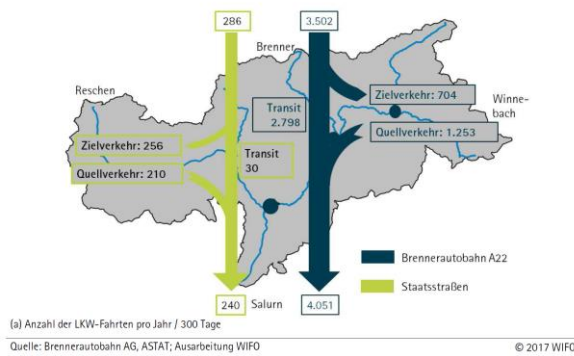 286
3.502
Brenner
Reschen
Zielverkehr: 704
Winne-
bach
Transit
2.798
Quellverkehr: 1.253
Zielverkehr: 256
Transit
30
Quellverkehr: 210
Brennerautobahn A22
Staatsstraßen
240
Salurn
4.051
(a) Anzahl der LKW-Fahrten pro Jahr / 300 Tage
Quelle: Brennerautobahn AG, ASTAT; Ausarbeitung WIFO
© 2017 WIFO